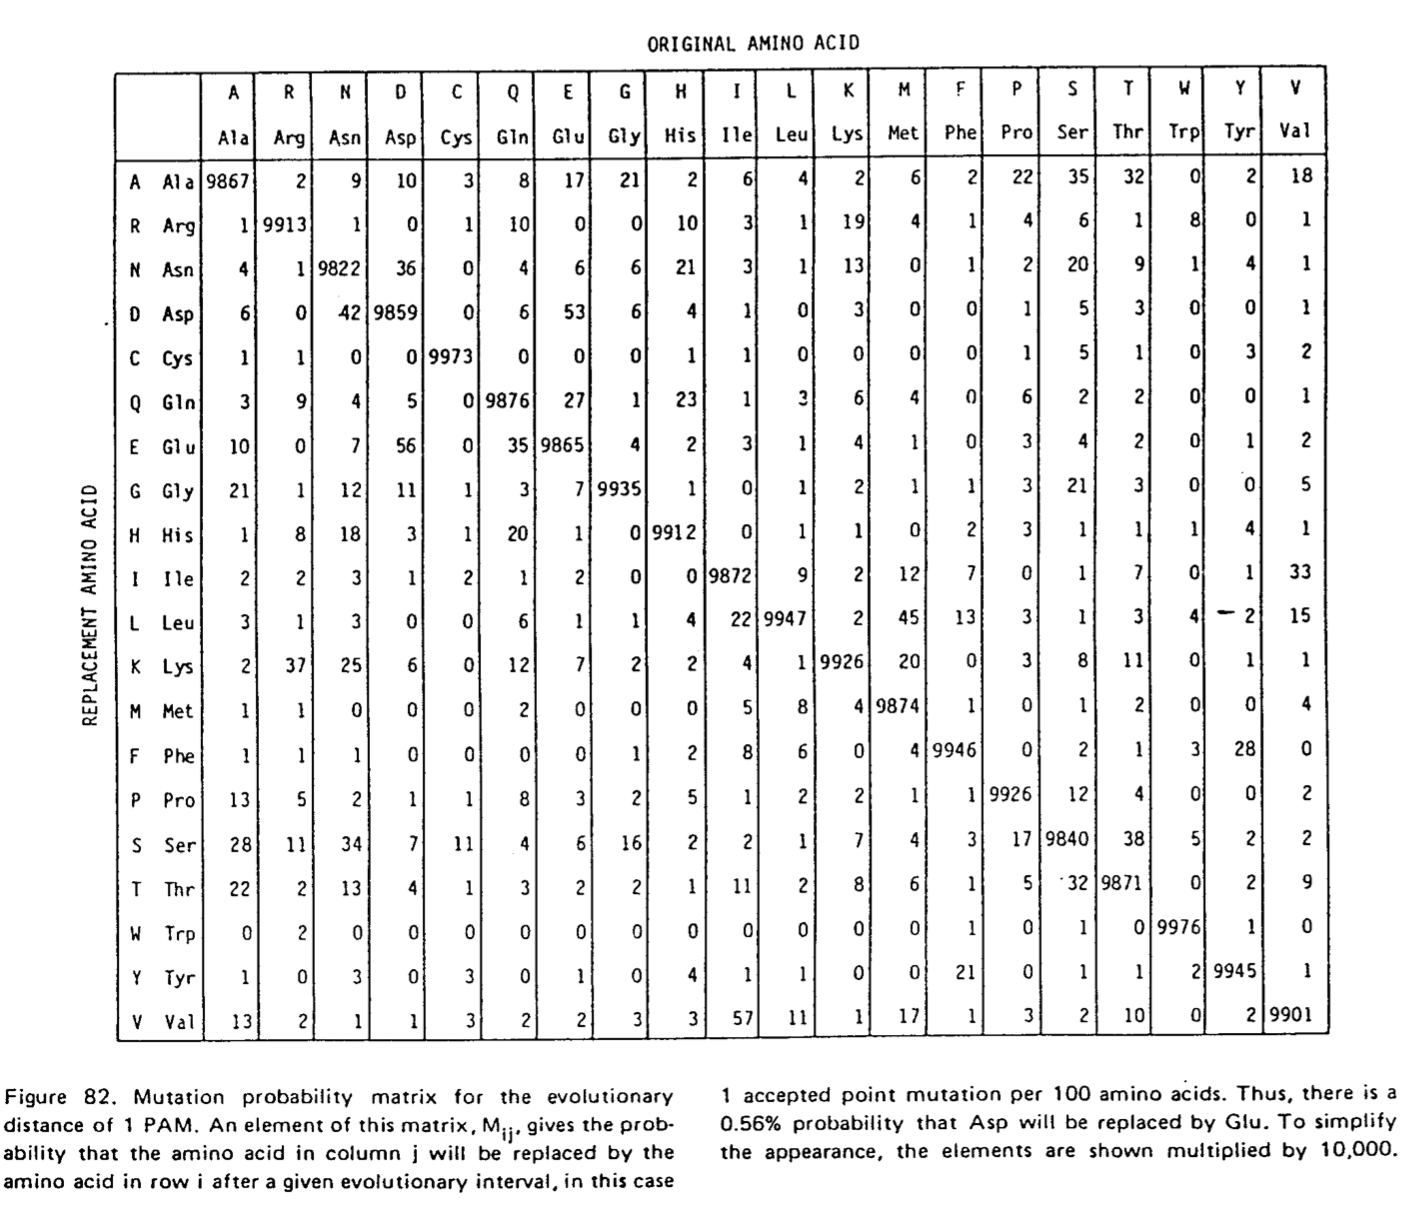 ORIGINAL AMINO ACID
A R N D C Q E G H I L K M F P S T W Y V
Ala Arg Asn Asp Cys Gln Glu Gly His Ile Leu Lys Met Phe Pro Ser Thr Trp Tyr Val
A Ala 9867 2 9 10 3 8 17 21 2 6 4 2 6 2 22 35 32 0 2 18
R Arg 1 9913 1 0 1 10 0 0 10 3 1 19 4 1 4 6 1 8 0 1
N Asn 4 1 9822 36 0 4 6 6 21 3 1 13 0 1 2 20 9 1 4 1
D Asp 6 0 42 9859 0 6 53 6 4 1 0 3 0 0 1 5 3 0 0 1
C Cys 1 1 0 0 9973 0 0 0 1 1 0 0 0 0 1 5 1 0 3 2
Q Gln 3 9 4 5 0 9876 27 1 23 1 3 6 4 0 6 2 2 0 0 1
E Glu 10 0 7 56 0 35 9865 4 2 3 1 4 1 0 3 4 2 0 1 2
G Gly 21 1 12 11 1 3 7 9935 1 0 1 2 1 1 3 21 3 0 0 5
H His 1 8 18 3 1 20 1 0 9912 0 1 1 0 2 3 1 1 1 4 1
I Ile 2 2 3 1 2 1 2 0 0 9872 9 2 12 7 0 1 7 0 1 33
L Leu 3 1 3 0 0 6 1 1 4 22 9947 2 45 13 3 1 3 4 2 15
K Lys 2 37 25 6 0 12 7 2 2 4 1 9926 20 0 3 8 11 0 1 1
M Met 1 1 0 0 0 2 0 0 0 5 8 4 9874 1 0 1 2 0 0 4
F Phe 1 1 1 0 0 0 0 1 2 8 6 0 4 9946 0 2 1 3 28 0
P Pro 13 5 2 1 1 8 3 2 5 1 2 2 1 1 9926 12 4 0 0 2
S Ser 28 11 34 7 11 4 6 16 2 2 1 7 4 3 17 9840 38 5 2 2
T Thr 22 2 13 4 1 3 2 2 1 11 2 8 6 1 5 32 9871 0 2 9
W Trp 0 2 0 0 0 0 0 0 0 0 0 0 0 1 0 1 0 9976 1 0
Y Tyr 1 0 3 0 3 0 1 0 4 1 1 0 0 21 0 1 1 2 9945 1
V Val 13 2 1 1 3 2 2 3 3 57 11 1 17 1 3 2 10 0 2 9901
REPLACEMENT AMINO ACID
Figure 82. Mutation probability matrix for the evolutionary
distance of 1 PAM. An element of this matrix, Mij, gives the prob-
ability that the amino acid in column j will be replaced by the
amino acid in row i after a given evolutionary interval, in this case
1 accepted point mutation per 100 amino acids. Thus, there is a
0.56% probability that Asp will be replaced by Glu. To simplify
the appearance, the elements are shown multiplied by 10,000.